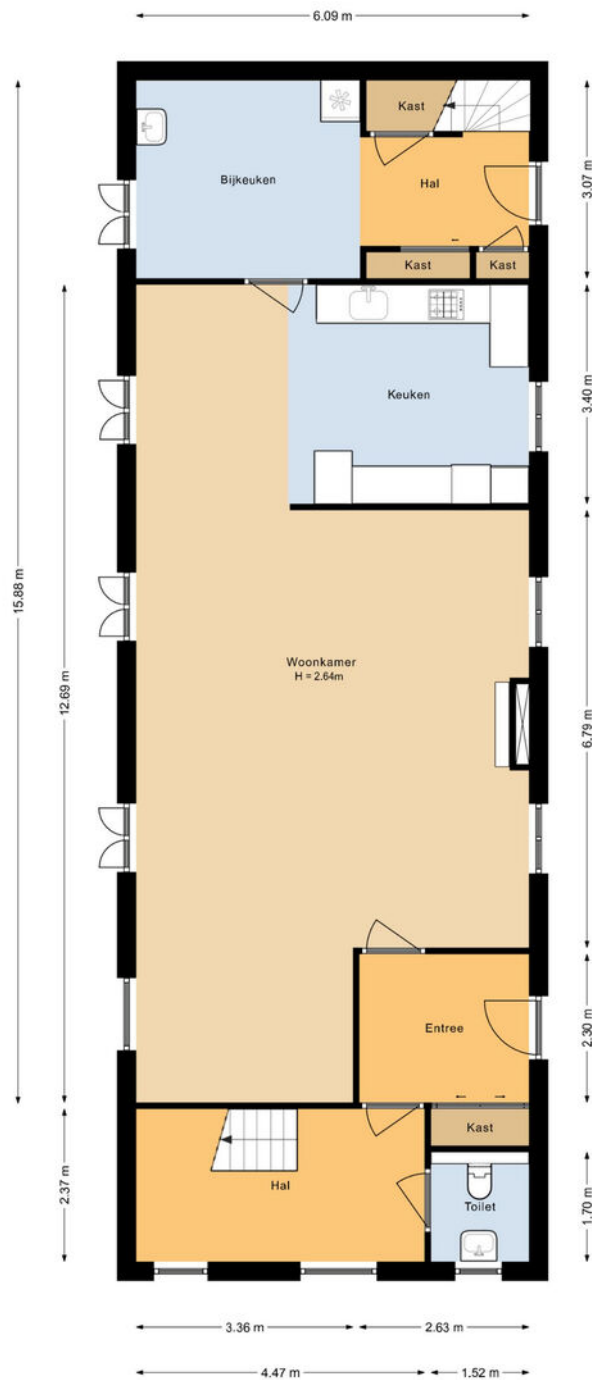 6.09 m
Kast
Bijkeuken
Hal
3.07 m
Kast
Kast
Keuken
3.40 m
15.88 m
12.69 m
Woonkamer
H = 2.64m
6.79 m
Entree
2.30 m
Kast
2.37 m
Hal
Toilet
1.70 m
3.36 m
2.63 m
4.47 m
1.52 m